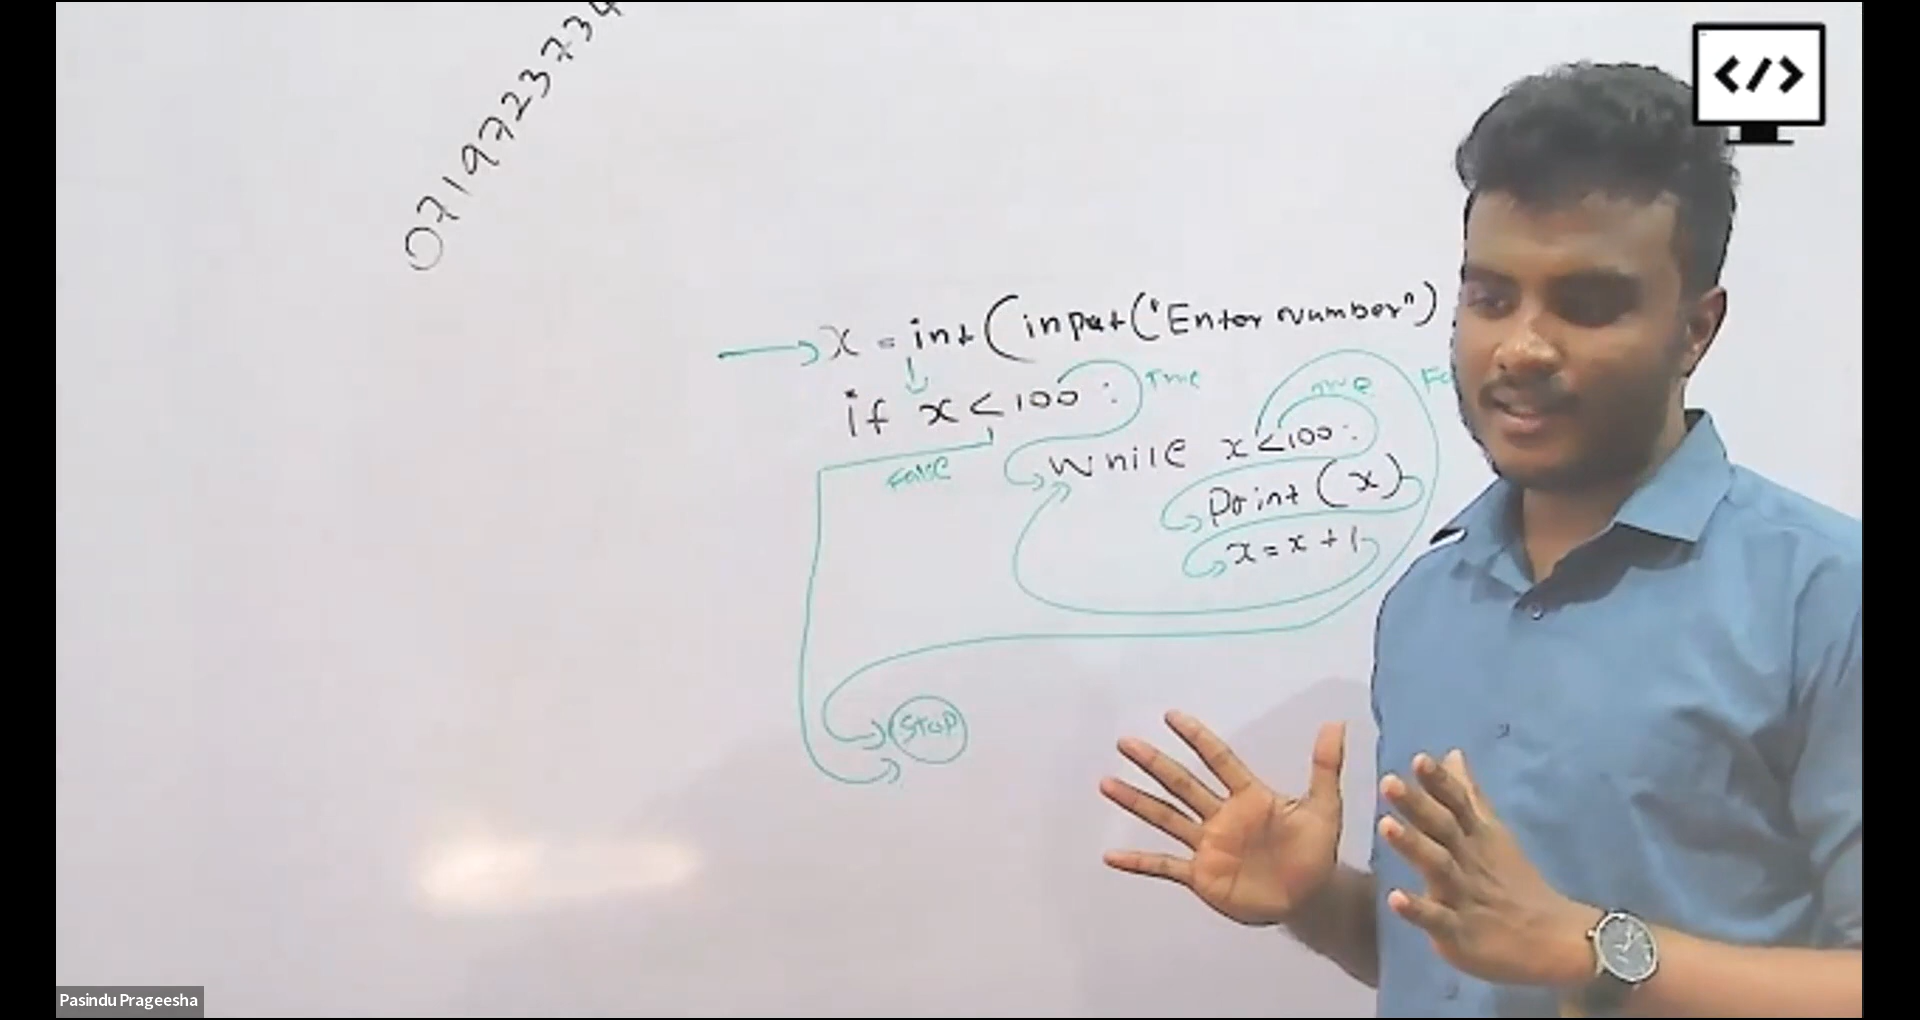 0719723734
x = int(input("Enter number")
if x < 100 :
True
False
while x < 100 :
True
print (x)
x = x + 1
Stop
</>
Pasindu Prageesha